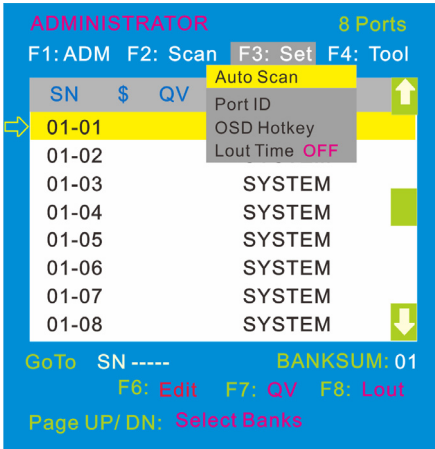 ADMINISTRATOR 8 Ports
F1: ADM F2: Scan F3: Set F4: Tool
Auto Scan
Port ID
OSD Hotkey
Lout Time OFF
SN $ QV
01-01
01-02
01-03 SYSTEM
01-04 SYSTEM
01-05 SYSTEM
01-06 SYSTEM
01-07 SYSTEM
01-08 SYSTEM
GoTo SN ----- BANKSUM: 01
F6: Edit F7: QV F8: Lout
Page UP/ DN: Select Banks